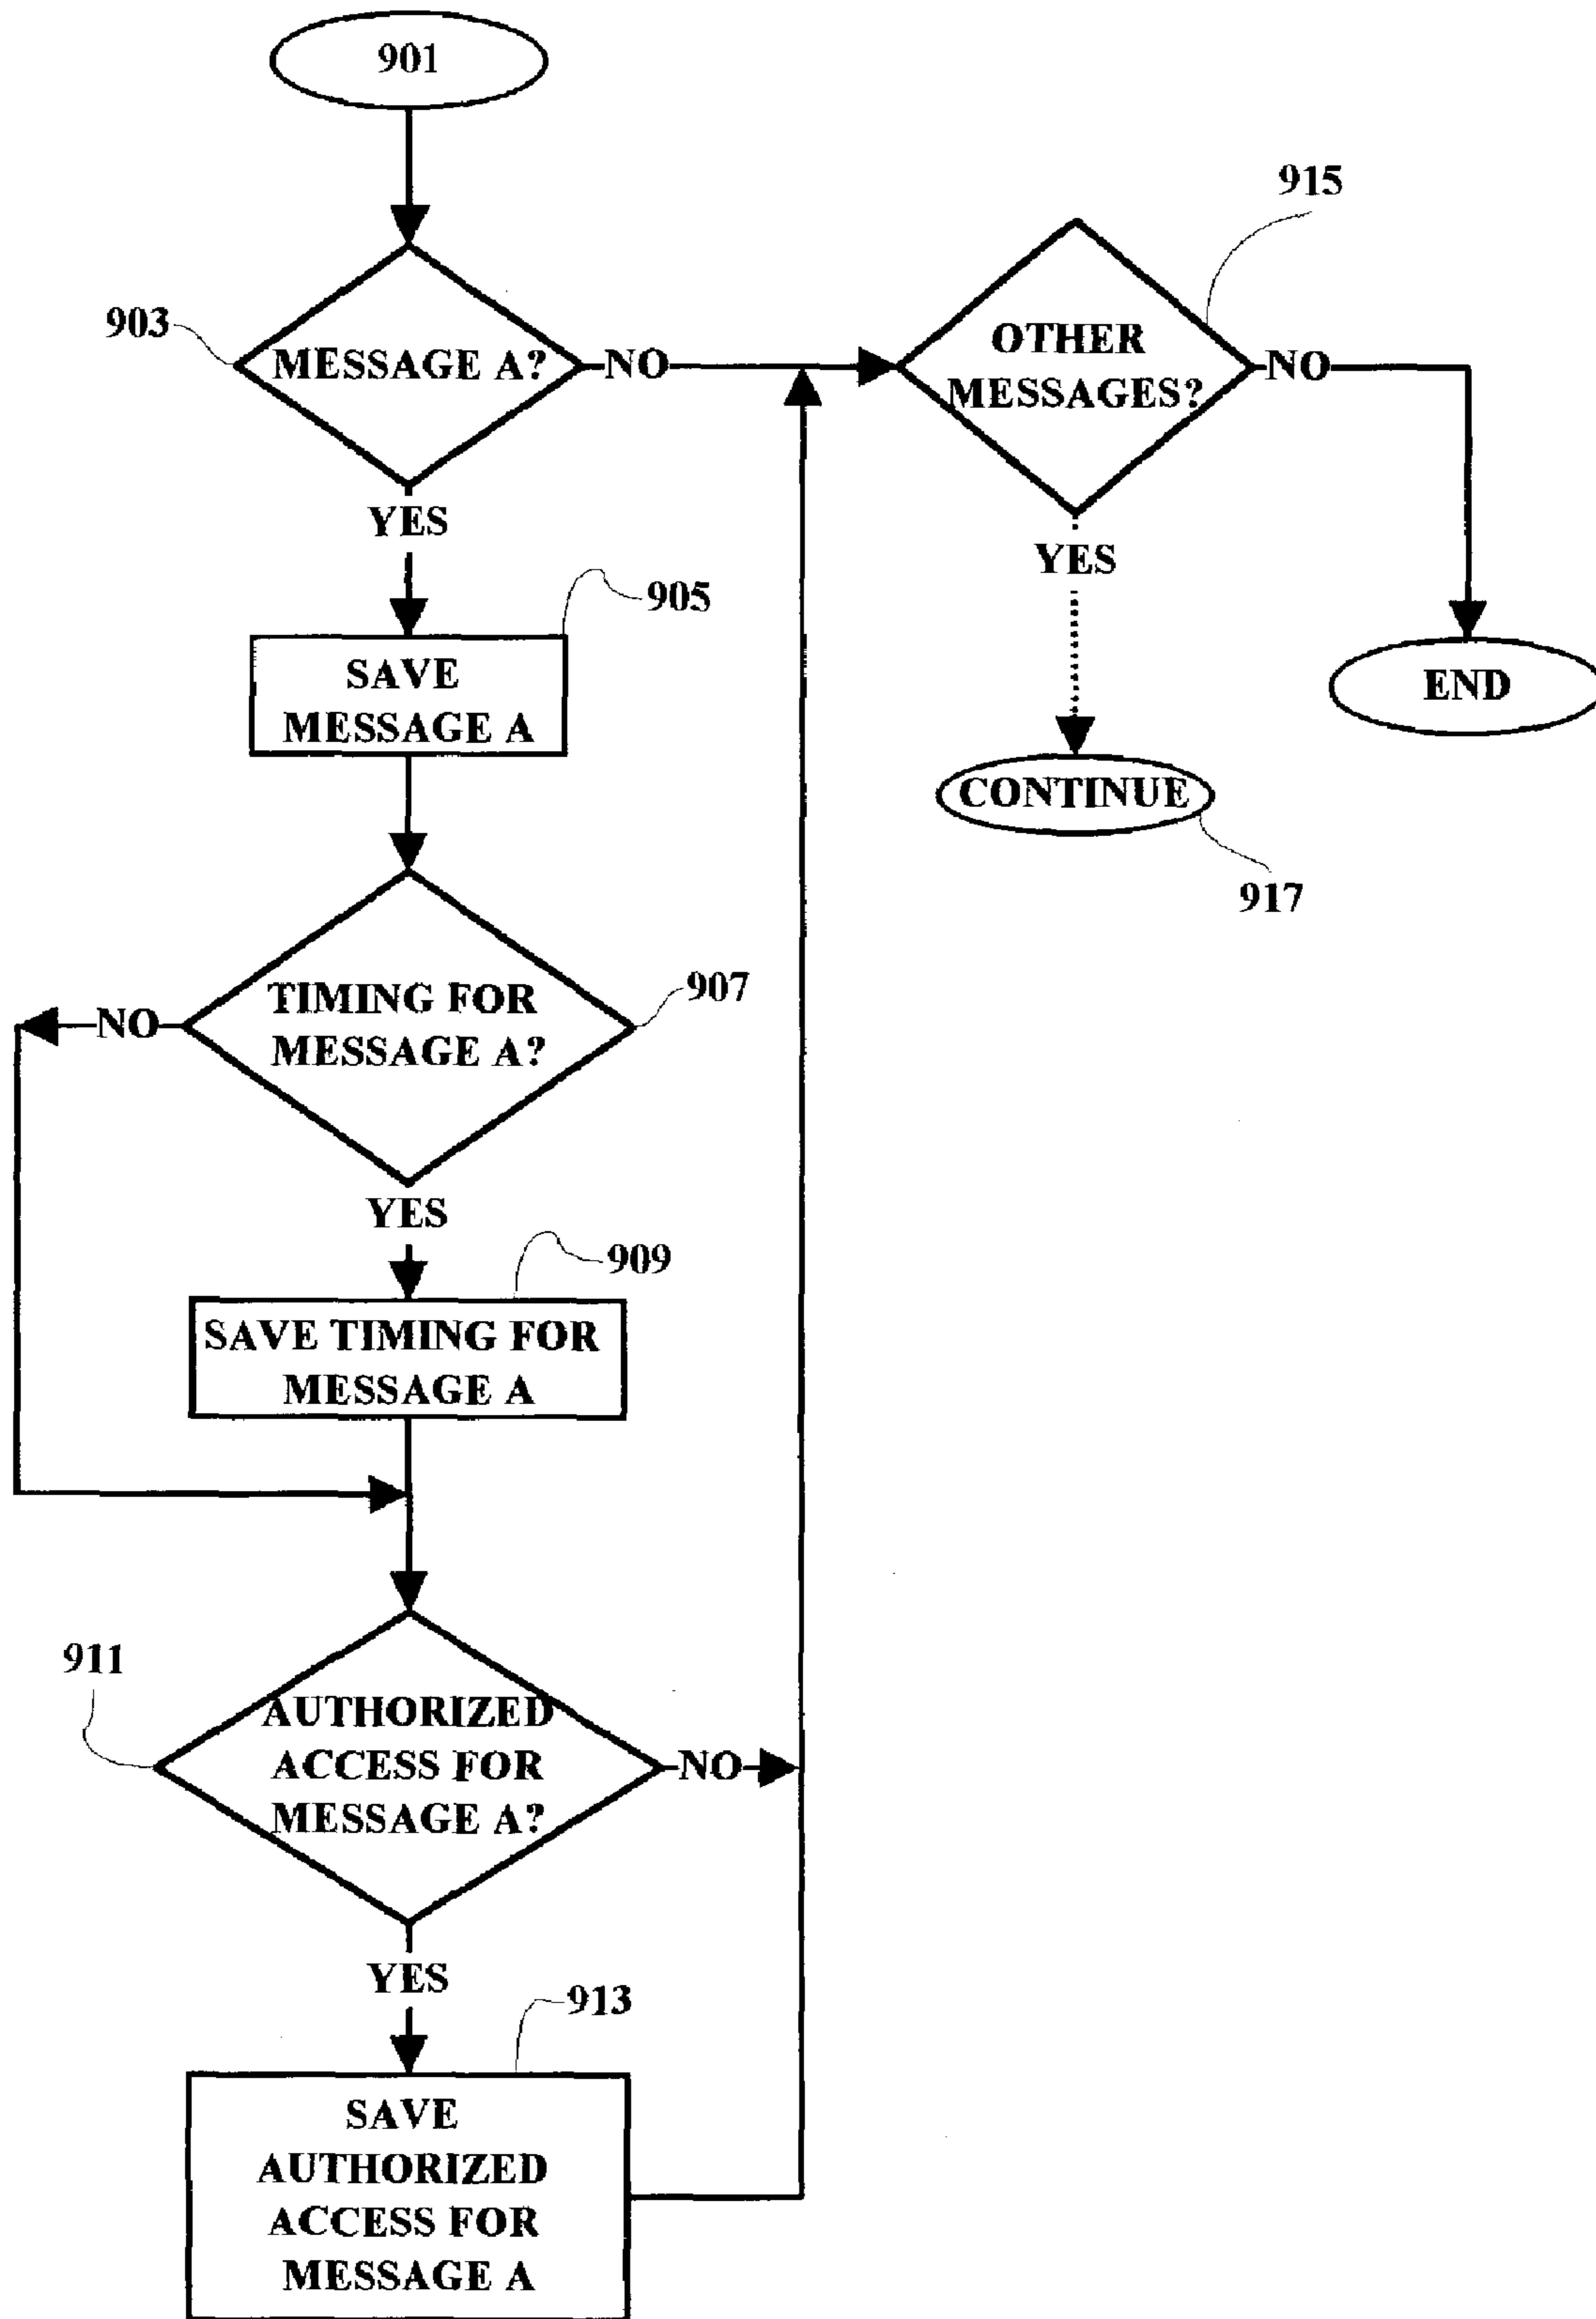 901
903
MESSAGE A?
NO
YES
905
SAVE
MESSAGE A
907
TIMING FOR
MESSAGE A?
NO
YES
909
SAVE TIMING FOR
MESSAGE A
911
AUTHORIZED
ACCESS FOR
MESSAGE A?
NO
YES
913
SAVE
AUTHORIZED
ACCESS FOR
MESSAGE A
915
OTHER
MESSAGES?
NO
YES
END
CONTINUE
917